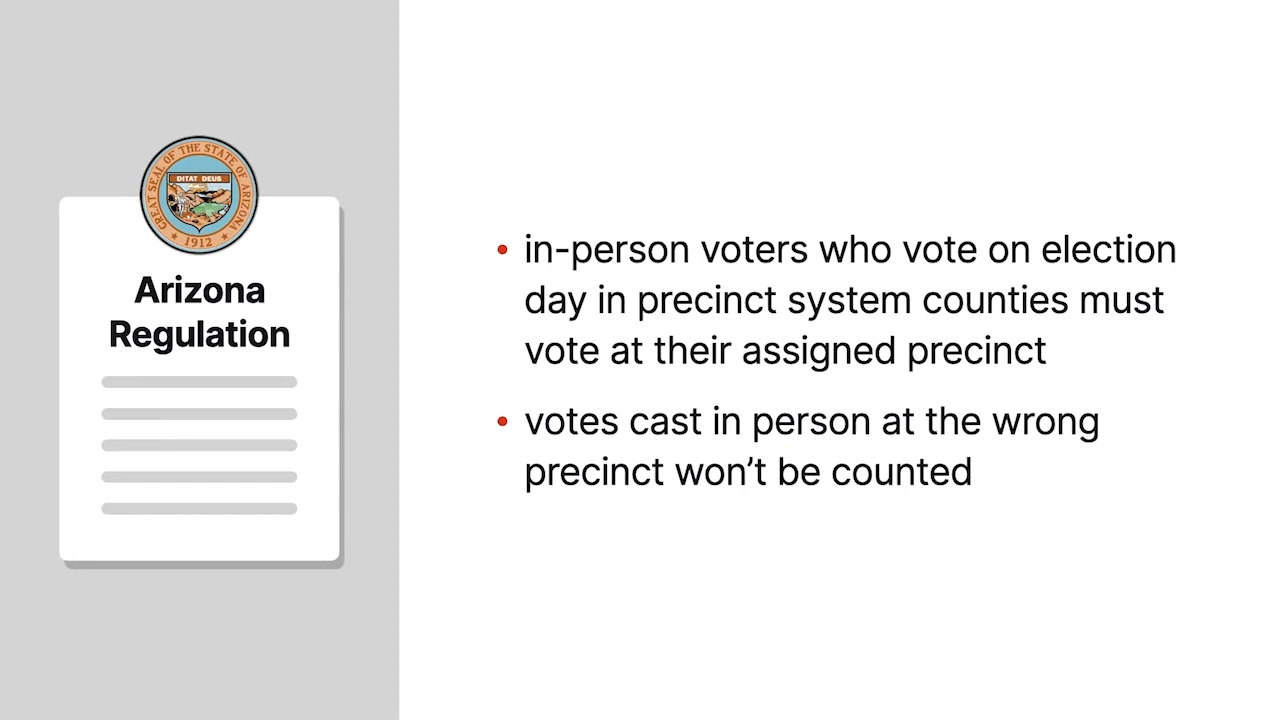 GREAT SEAL OF THE STATE OF ARIZONA
DITAT DEUS
1912
Arizona
Regulation
• in-person voters who vote on election
day in precinct system counties must
vote at their assigned precinct
• votes cast in person at the wrong
precinct won’t be counted